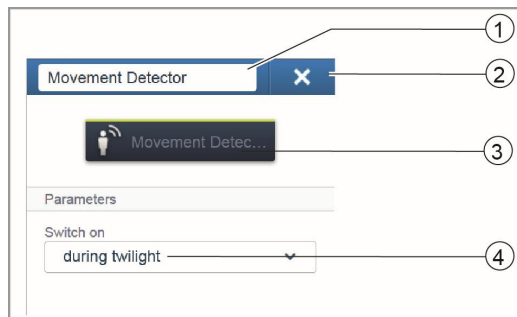 1
Movement Detector
2
Movement Detec...
3
Parameters
Switch on
during twilight
4